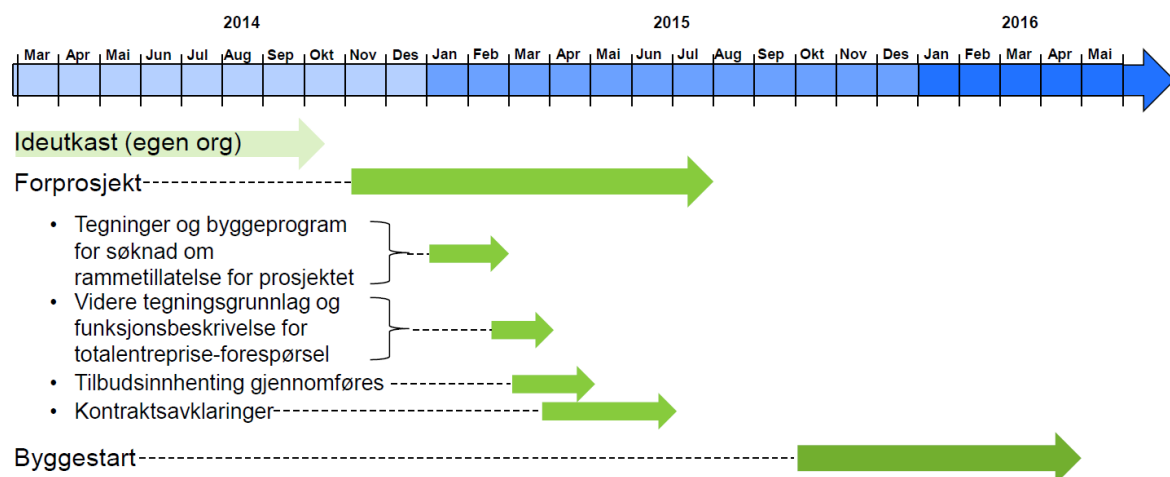 2014 2015 2016
Mar Apr Mai Jun Jul Aug Sep Okt Nov Des Jan Feb Mar Apr Mai Jun Jul Aug Sep Okt Nov Des Jan Feb Mar Apr Mai
Ideutkast (egen org)
Forprosjekt
• Tegninger og byggeprogram
for søknad om
rammetillatelse for prosjektet
• Videre tegningsgrunnlag og
funksjonsbeskrivelse for
totalentreprise-forespørsel
• Tilbudsinnhenting gjennomføres
• Kontraktsavklaringer
Byggestart